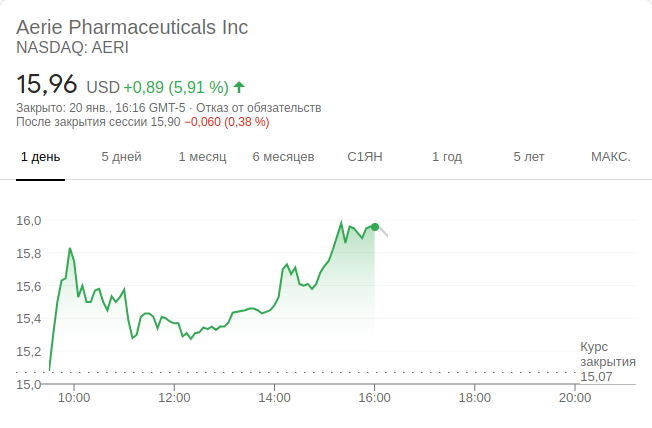 Aerie Pharmaceuticals Inc
NASDAQ: AERI
15,96 USD +0,89 (5,91 %)
Закрыто: 20 янв., 16:16 GMT-5 · Отказ от обязательств
После закрытия сессии 15,90 −0,060 (0,38 %)
1 день 5 дней 1 месяц 6 месяцев С1ЯН 1 год 5 лет МАКС.
16,0
15,8
15,6
15,4
15,2
15,0
Курс
закрытия
15,07
10:00 12:00 14:00 16:00 18:00 20:00